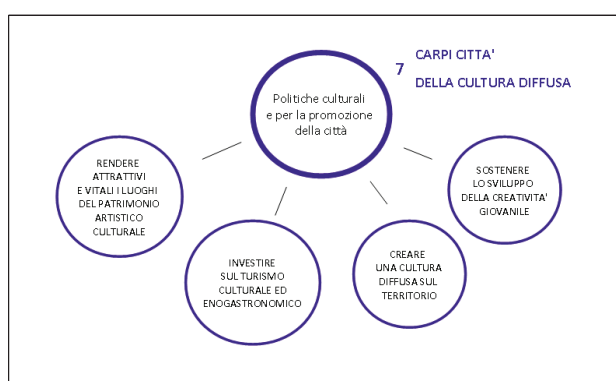 7 CARPI CITTA'
DELLA CULTURA DIFFUSA
Politiche culturali
e per la promozione
della città
RENDERE
ATTRATTIVI
E VITALI I LUOGHI
DEL PATRIMONIO
ARTISTICO
CULTURALE
INVESTIRE
SUL TURISMO
CULTURALE ED
ENOGASTRONOMICO
CREARE
UNA CULTURA
DIFFUSA SUL
TERRITORIO
SOSTENERE
LO SVILUPPO
DELLA CREATIVITA'
GIOVANILE